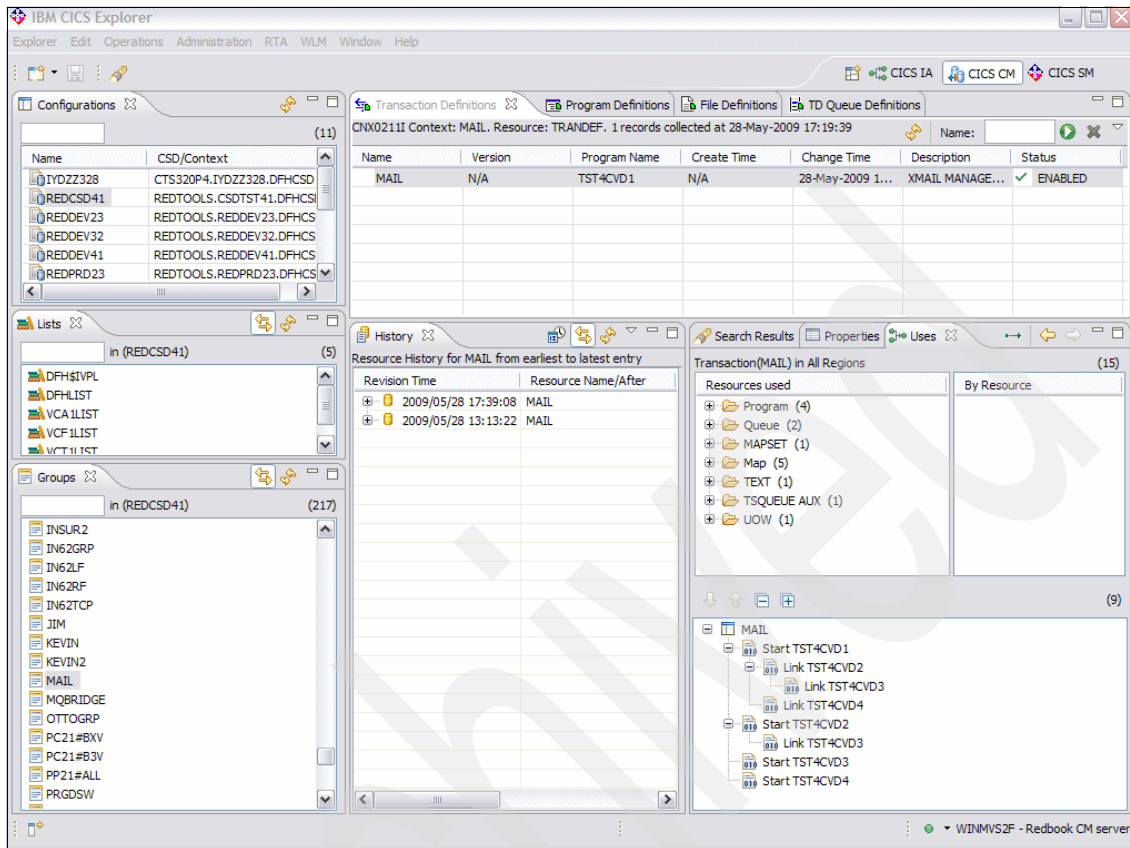 IBM CICS Explorer
Explorer Edit Operations Administration RTA WLM Window Help
CICS IA CICS CM CICS SM
Configurations
(11)
Name CSD/Context
IYDZZ328 CTS320P4.IYDZZ328.DFHCSD
REDCSD41 REDTOOLS.CSDTST41.DFHCSI
REDDEV23 REDTOOLS.REDDEV23.DFHCS
REDDEV32 REDTOOLS.REDDEV32.DFHCS
REDDEV41 REDTOOLS.REDDEV41.DFHCS
REDPRD23 REDTOOLS.REDPRD23.DFHCS
Transaction Definitions Program Definitions File Definitions TD Queue Definitions
CNX0211I Context: MAIL. Resource: TRANDEF. 1 records collected at 28-May-2009 17:19:39 Name:
Name Version Program Name Create Time Change Time Description Status
MAIL N/A TST4CVD1 N/A 28-May-2009 1... XMAIL MANAGE... ENABLED
Lists
in (REDCSD41) (5)
DFH$IVPL
DFHLIST
VCA1LIST
VCF1LIST
VCT1LIST
Groups
in (REDCSD41) (217)
INSUR2
IN62GRP
IN62LF
IN62RF
IN62TCP
JIM
KEVIN
KEVIN2
MAIL
MQBRIDGE
OTTOGRP
PC21#BXV
PC21#B3V
PP21#ALL
PRGDSW
History
Resource History for MAIL from earliest to latest entry
Revision Time Resource Name/After
2009/05/28 17:39:08 MAIL
2009/05/28 13:13:22 MAIL
Search Results Properties Uses
Transaction(MAIL) in All Regions (15)
Resources used By Resource
Program (4)
Queue (2)
MAPSET (1)
Map (5)
TEXT (1)
TSQUEUE AUX (1)
UOW (1)
(9)
MAIL
Start TST4CVD1
Link TST4CVD2
Link TST4CVD3
Link TST4CVD4
Start TST4CVD2
Link TST4CVD3
Start TST4CVD3
Start TST4CVD4
WINMVS2F - Redbook CM server